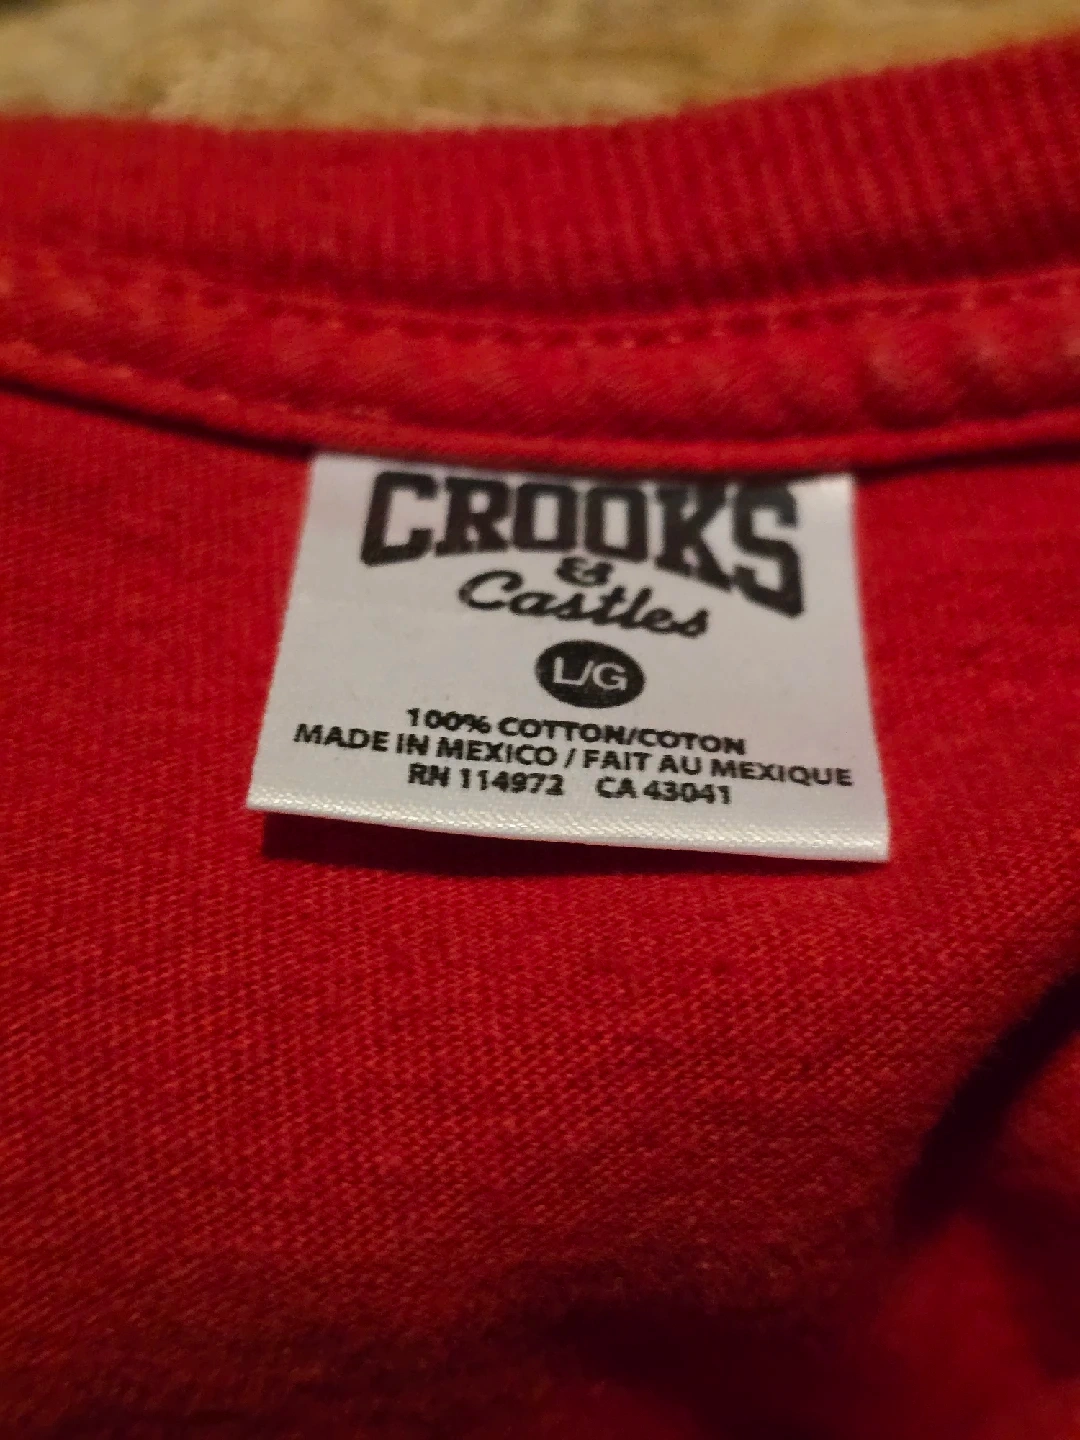 CROOKS
&
Castles
L/G
100% COTTON/COTON
MADE IN MEXICO / FAIT AU MEXIQUE
RN 114972 CA 43041